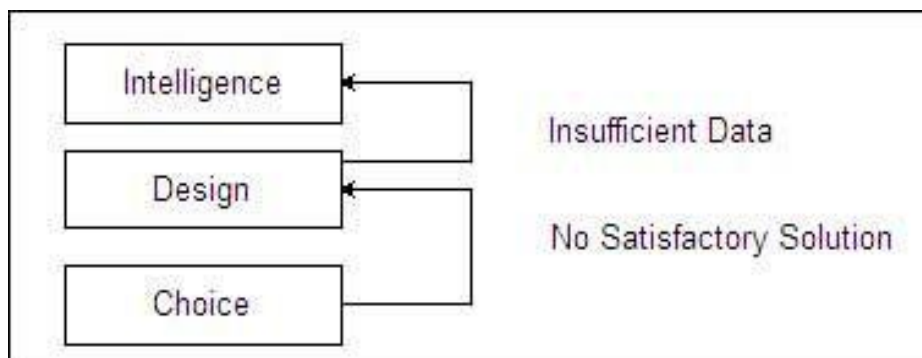 Intelligence
Insufficient Data
Design
No Satisfactory Solution
Choice